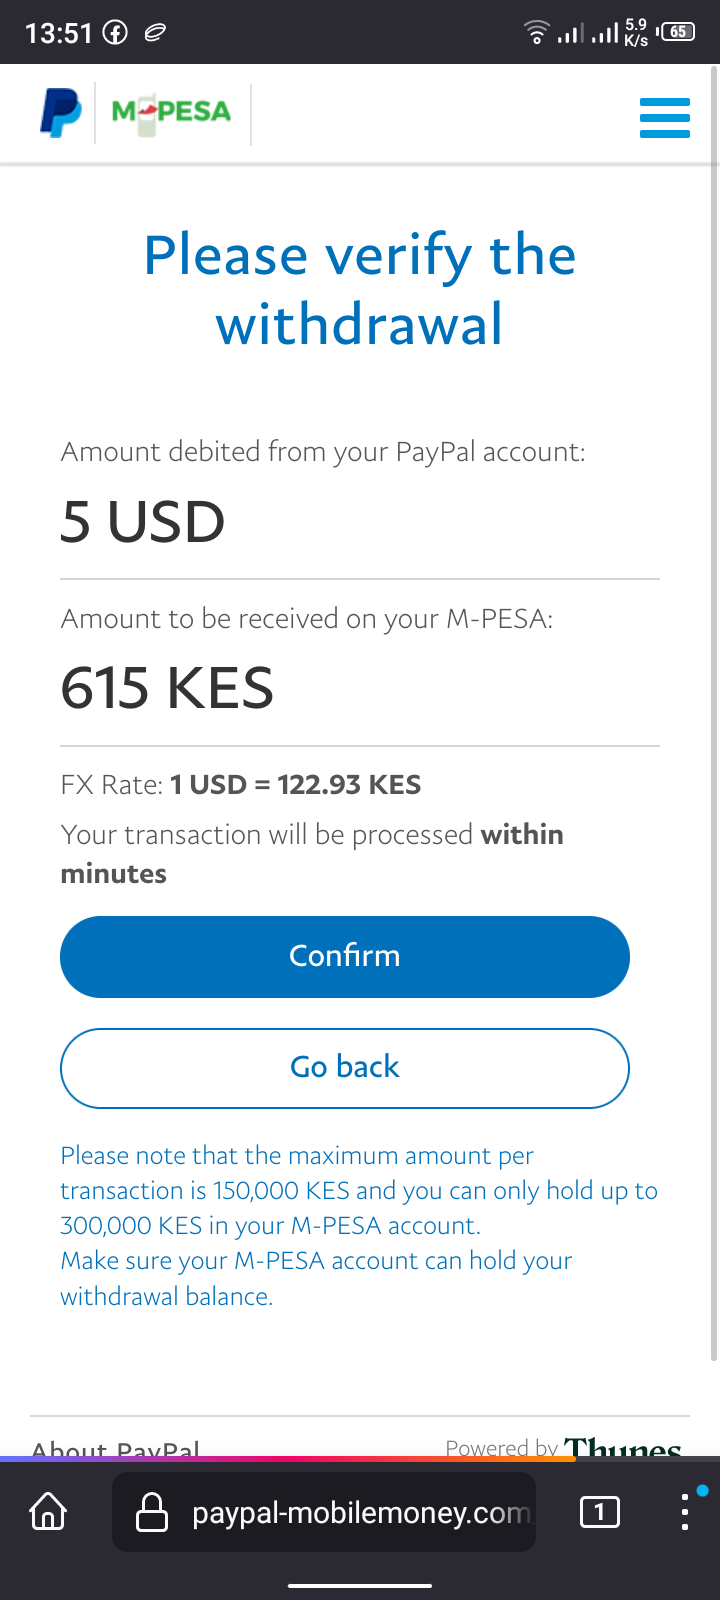 13:51
5.9
K/s
65
M-PESA
Please verify the
withdrawal
Amount debited from your PayPal account:
5 USD
Amount to be received on your M-PESA:
615 KES
FX Rate: 1 USD = 122.93 KES
Your transaction will be processed within
minutes
Confirm
Go back
Please note that the maximum amount per
transaction is 150,000 KES and you can only hold up to
300,000 KES in your M-PESA account.
Make sure your M-PESA account can hold your
withdrawal balance.
About PayPal
Powered by Thunes
paypal-mobilemoney.com
1